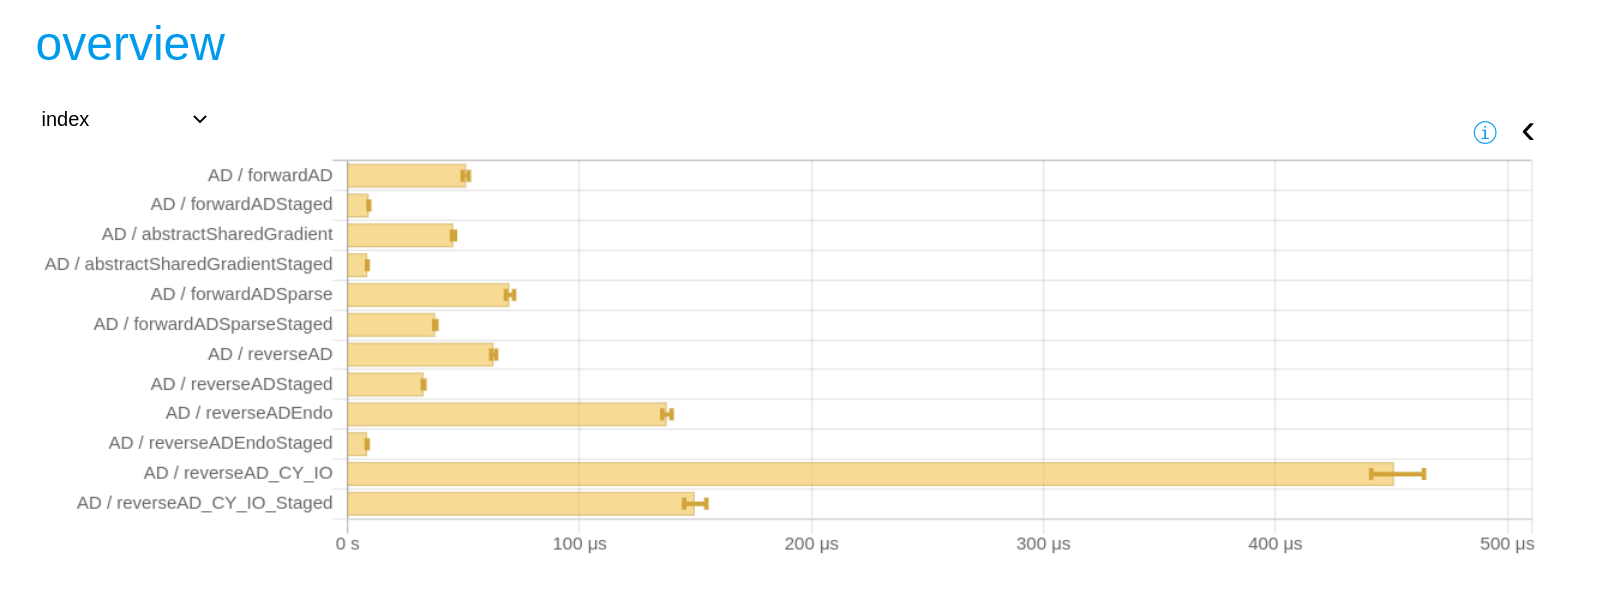 overview
index
i
AD / forwardAD
AD / forwardADStaged
AD / abstractSharedGradient
AD / abstractSharedGradientStaged
AD / forwardADSparse
AD / forwardADSparseStaged
AD / reverseAD
AD / reverseADStaged
AD / reverseADEndo
AD / reverseADEndoStaged
AD / reverseAD_CY_IO
AD / reverseAD_CY_IO_Staged
0 s 100 μs 200 μs 300 μs 400 μs 500 μs